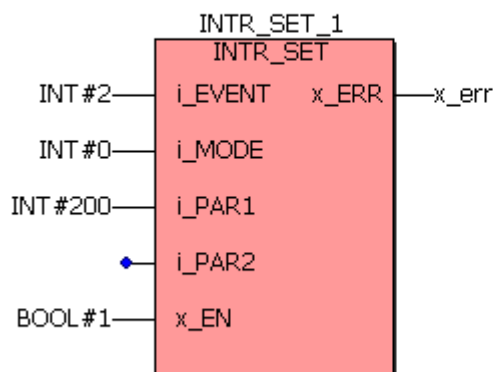 INTR_SET_1
INTR_SET
INT#2 i_EVENT x_ERR x_err
INT#0 i_MODE
INT#200 i_PAR1
i_PAR2
BOOL#1 x_EN